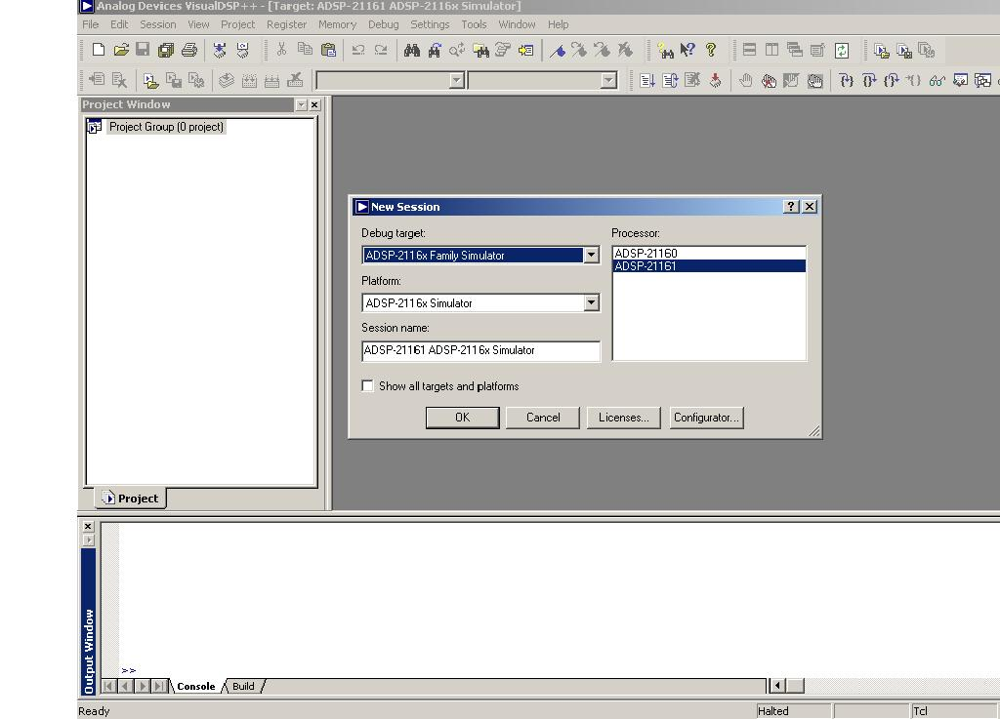 Analog Devices VisualDSP++ - [Target: ADSP-21161 ADSP-2116x Simulator]
File Edit Session View Project Register Memory Debug Settings Tools Window Help
Project Window
Project Group (0 project)
New Session
Debug target:
Processor:
ADSP-2116x Family Simulator
ADSP-21160
ADSP-21161
Platform:
ADSP-2116x Simulator
Session name:
ADSP-21161 ADSP-2116x Simulator
Show all targets and platforms
OK Cancel Licenses... Configurator...
Project
Output Window
>>
Console Build
Ready Halted Tcl